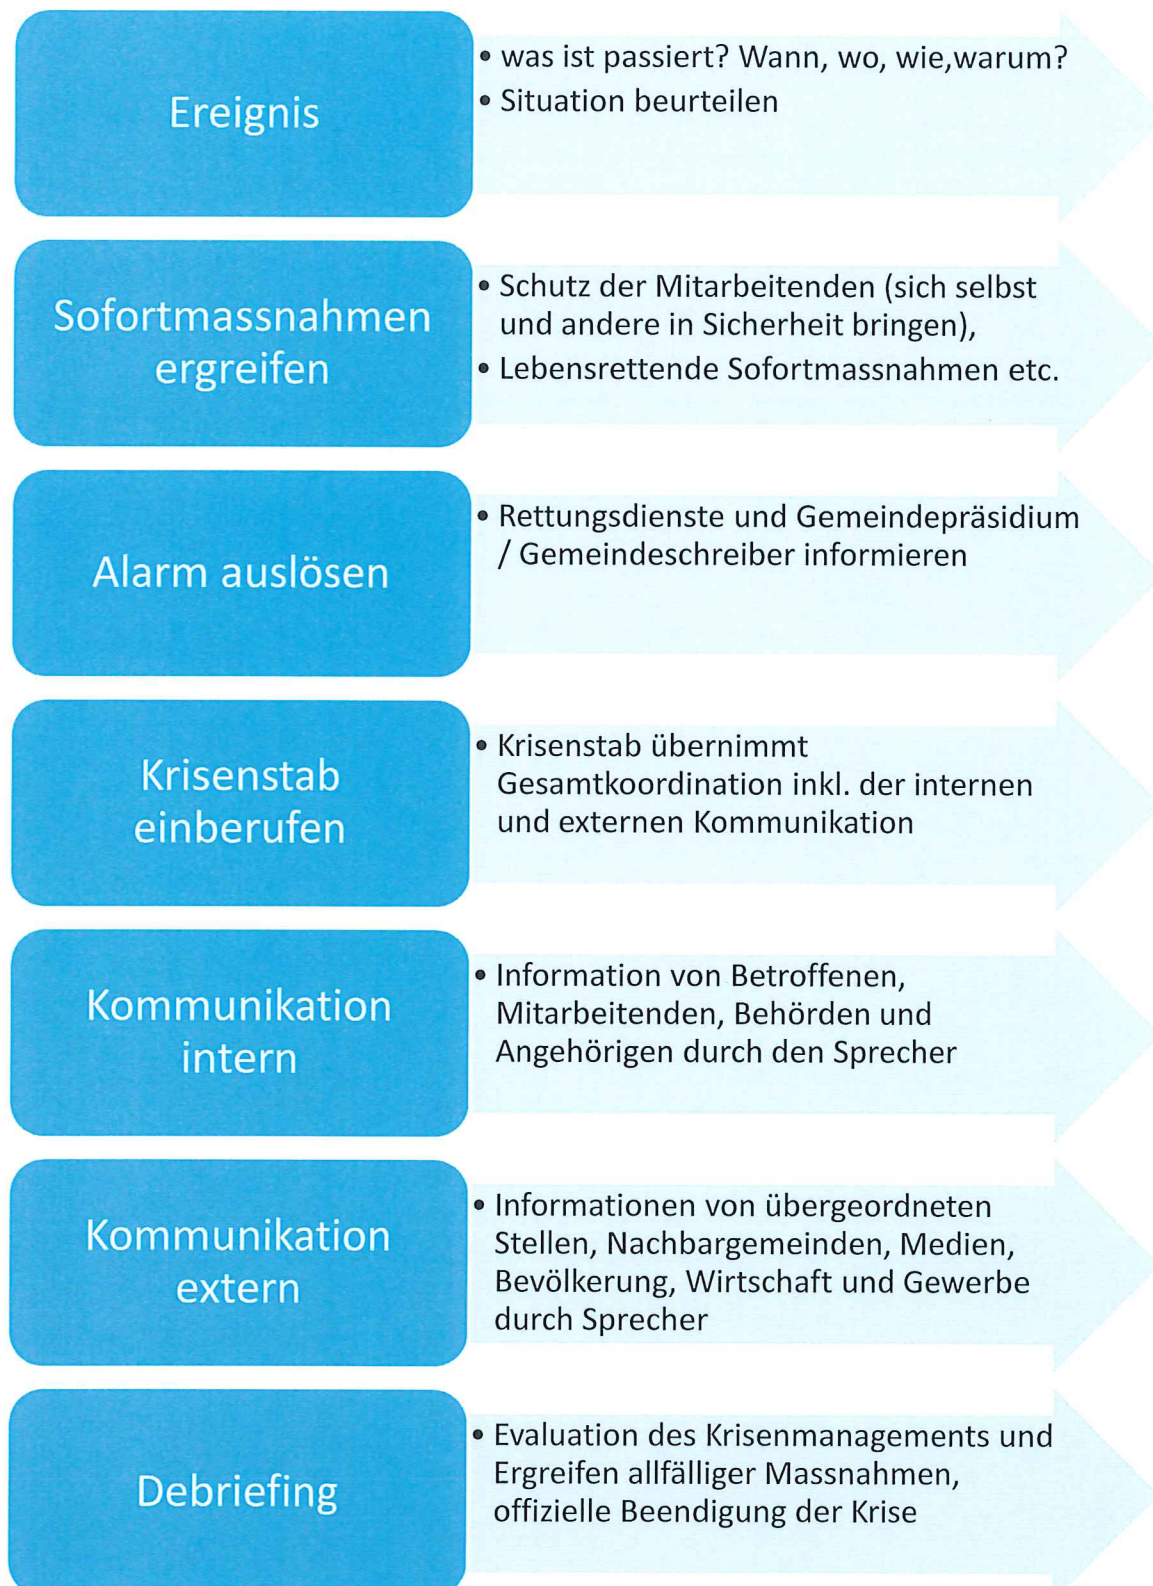 Ereignis
• was ist passiert? Wann, wo, wie,warum?
• Situation beurteilen
Sofortmassnahmen
ergreifen
• Schutz der Mitarbeitenden (sich selbst
und andere in Sicherheit bringen),
• Lebensrettende Sofortmassnahmen etc.
Alarm auslösen
• Rettungsdienste und Gemeindepräsidium
/ Gemeindeschreiber informieren
Krisenstab
einberufen
• Krisenstab übernimmt
Gesamtkoordination inkl. der internen
und externen Kommunikation
Kommunikation
intern
• Information von Betroffenen,
Mitarbeitenden, Behörden und
Angehörigen durch den Sprecher
Kommunikation
extern
• Informationen von übergeordneten
Stellen, Nachbargemeinden, Medien,
Bevölkerung, Wirtschaft und Gewerbe
durch Sprecher
Debriefing
• Evaluation des Krisenmanagements und
Ergreifen allfälliger Massnahmen,
offizielle Beendigung der Krise